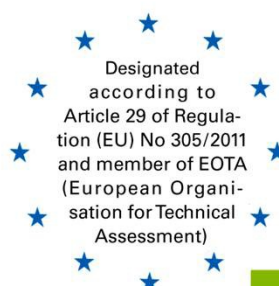 Designated
according to
Article 29 of Regula-
tion (EU) No 305/2011
and member of EOTA
(European Organi-
sation for Technical
Assessment)